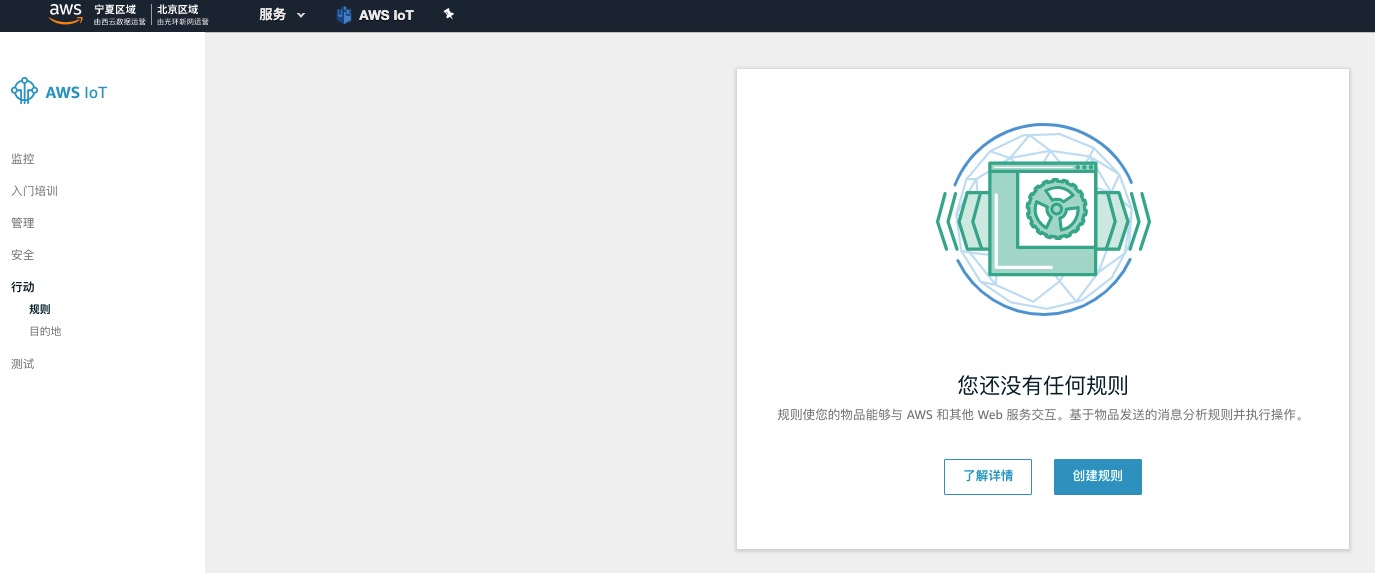 aws 宁夏区域 北京区域 服务 AWS IoT
由西云数据运营 由光环新网运营
AWS IoT
监控
入门培训
管理
安全
行动
规则
目的地
测试
您还没有任何规则
规则使您的物品能够与 AWS 和其他 Web 服务交互。基于物品发送的消息分析规则并执行操作。
了解详情 创建规则